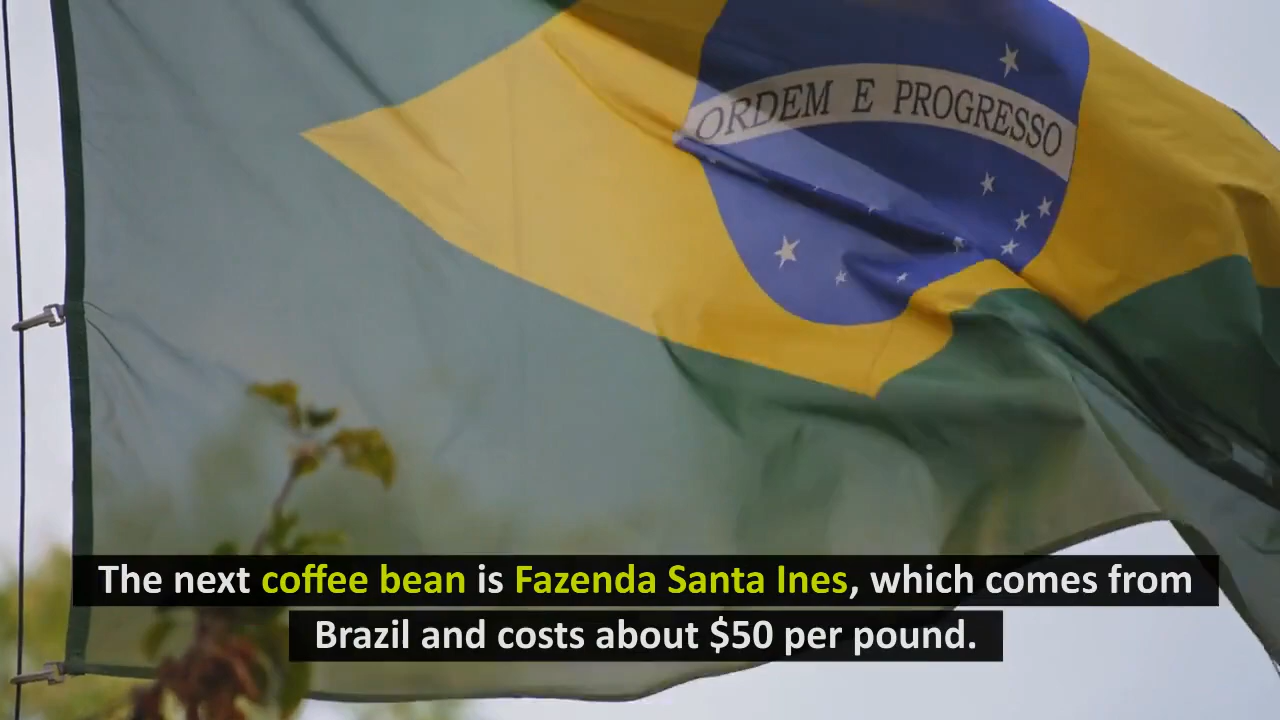 ORDEM E PROGRESSO
The next coffee bean is Fazenda Santa Ines, which comes from
Brazil and costs about $50 per pound.